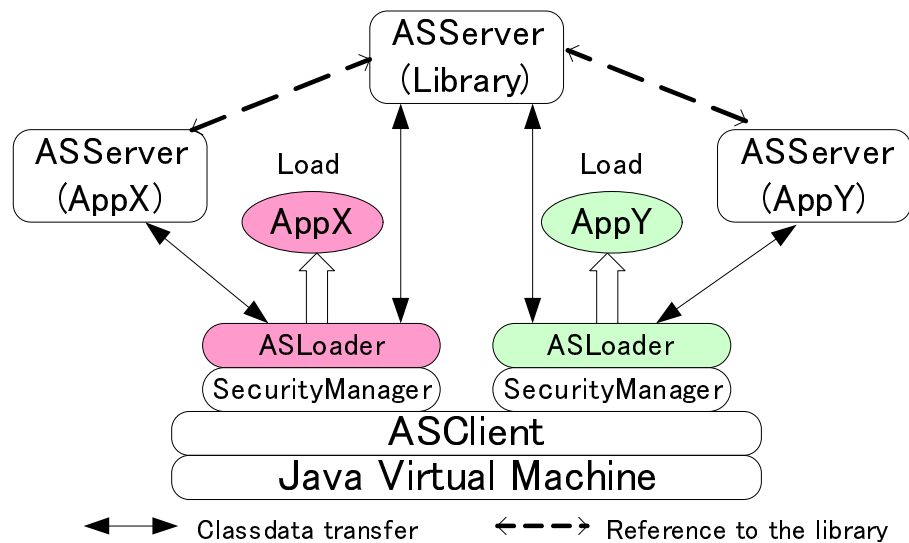 ASServer
(Library)
ASServer
(AppX)
Load
AppX
Load
AppY
ASServer
(AppY)
ASLoader
ASLoader
SecurityManager
SecurityManager
ASClient
Java Virtual Machine
Classdata transfer
Reference to the library